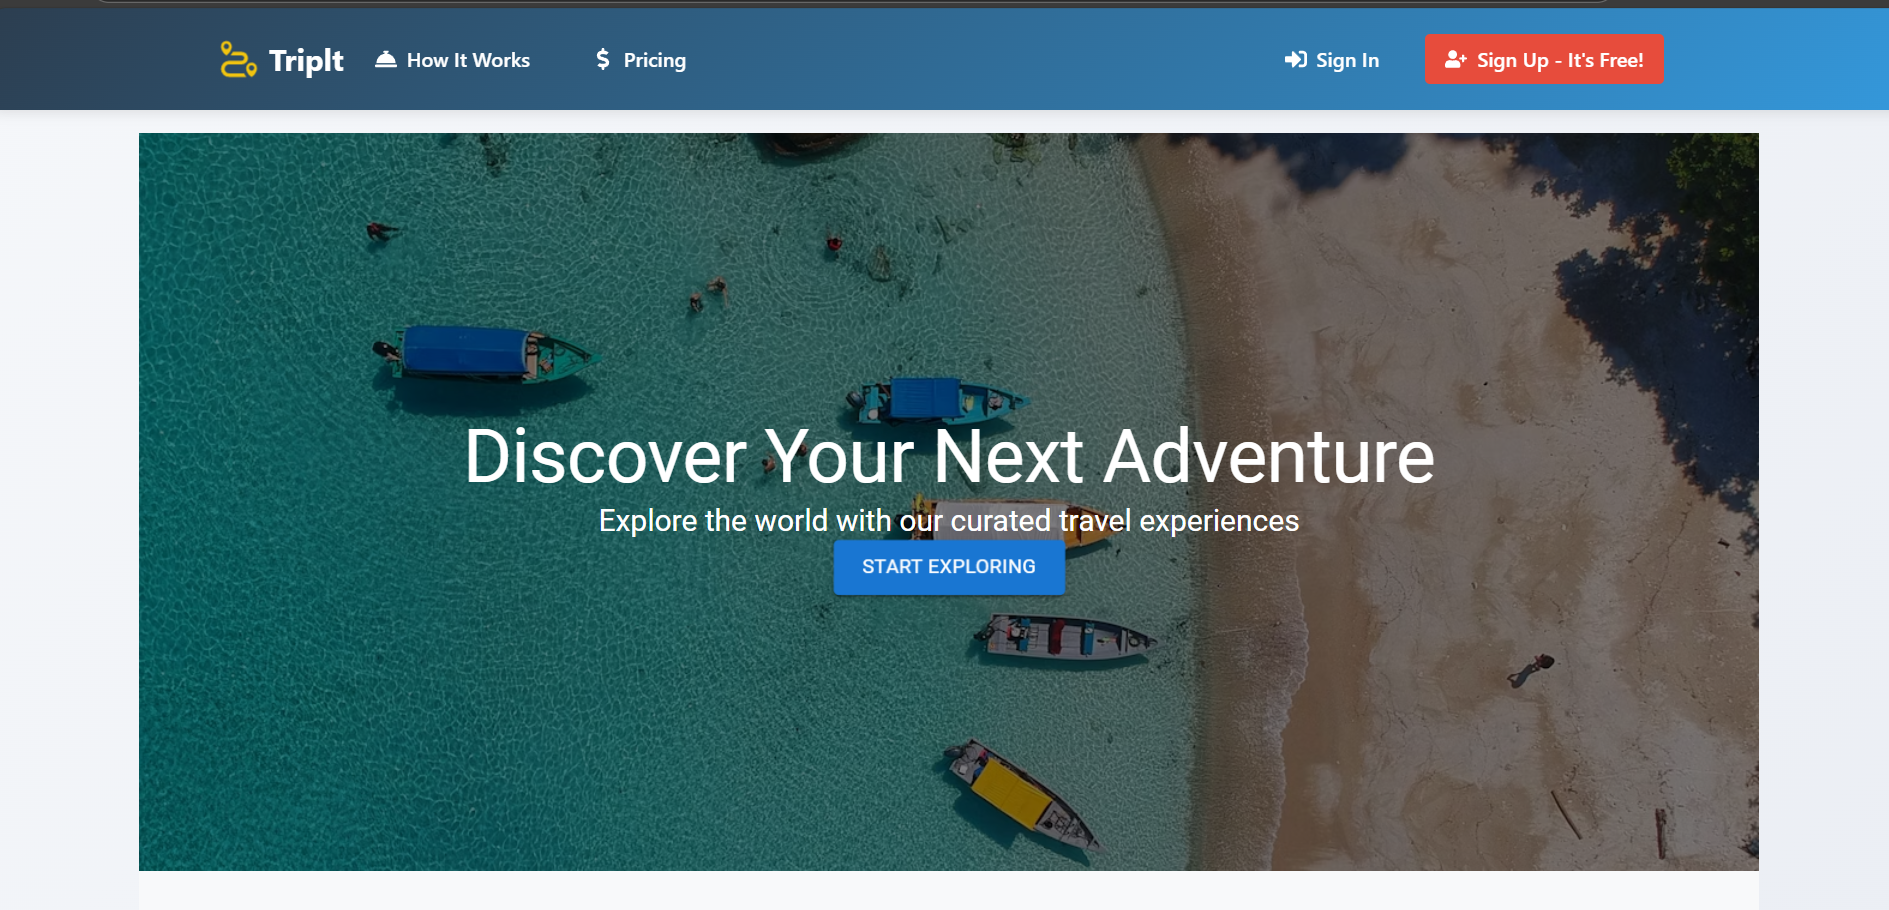 TripIt
How It Works
Pricing
Sign In
Sign Up - It's Free!
Discover Your Next Adventure
Explore the world with our curated travel experiences
START EXPLORING